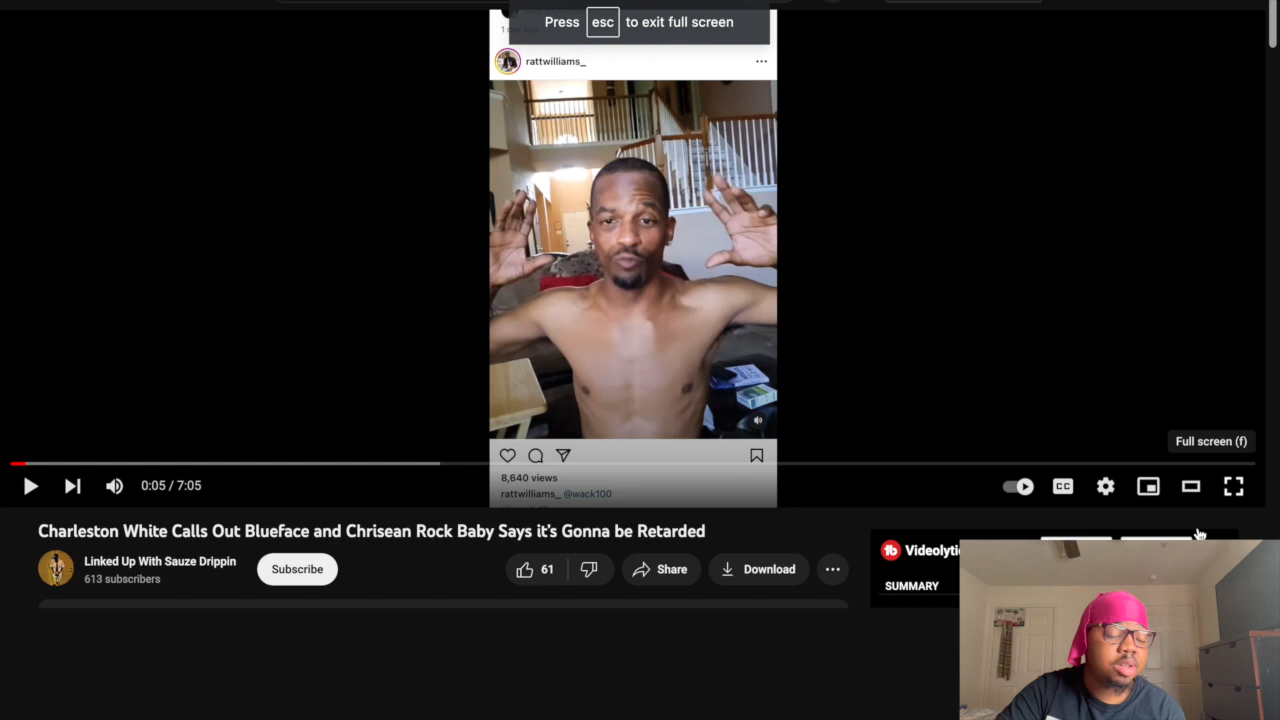 Press esc to exit full screen
rattwilliams_
Full screen (f)
8,640 views
rattwilliams_ @wack100
0:05 / 7:05
CC
Charleston White Calls Out Blueface and Chrisean Rock Baby Says it's Gonna be Retarded
Linked Up With Sauze Drippin
613 subscribers
Subscribe
61
Share
Download
Videolyti
SUMMARY